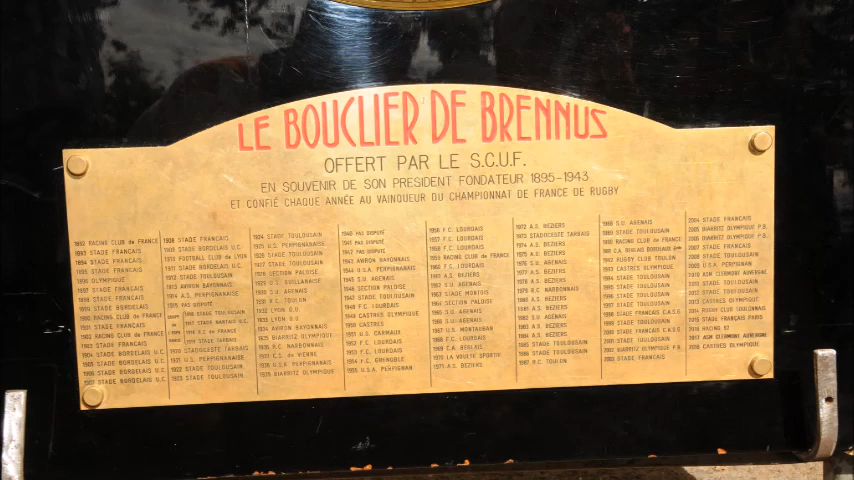 LE BOUCLIER DE BRENNUS
OFFERT PAR LE S.C.U.F.
EN SOUVENIR DE SON PRESIDENT FONDATEUR 1895-1943
ET CONFIÉ CHAQUE ANNÉE AU VAINQUEUR DU CHAMPIONNAT DE FRANCE DE RUGBY
1892 RACING CLUB DE FRANCE
1893 STADE FRANÇAIS
1894 STADE FRANÇAIS
1895 STADE FRANÇAIS
1896 OLYMPIQUE
1897 STADE FRANÇAIS
1898 STADE FRANÇAIS
1899 STADE BORDELAIS
1900 RACING CLUB DE FRANCE
1901 STADE FRANÇAIS
1902 RACING CLUB DE FRANCE
1903 STADE FRANÇAIS
1904 STADE BORDELAIS U.C
1905 STADE BORDELAIS U.C
1906 STADE BORDELAIS U.C
1907 STADE BORDELAIS U.C
1908 STADE FRANÇAIS
1909 STADE BORDELAIS U.C.
1910 FOOTBALL CLUB DE LYON
1911 STADE BORDELAIS U.C.
1912 STADE TOULOUSAIN
1913 AVIRON BAYONNAIS
1914 A.S. PERPIGNANAISE
1915 PAS DISPUTÉ
1916 STADE TOULOUSAIN
1917 STADE NANTAIS U.C.
1918 R.C DE FRANCE
1919 STADE TARBAIS
1920 STADOCESTE TARBAIS
1921 U.S. PERPIGNANAISE
1922 STADE TOULOUSAIN
1923 STADE TOULOUSAIN
1924 STADE TOULOUSAIN
1925 U.S. PERPIGNANAISE
1926 STADE TOULOUSAIN
1927 STADE TOULOUSAIN
1928 SECTION PALOISE
1929 U.S. QUILLANAISE
1930 S.U. AGENAIS
1931 R.C. TOULON
1932 LYON O.U
1933 LYON O.U
1934 AVIRON BAYONNAIS
1935 BIARRITZ OLYMPIQUE
1936 R.C. NARBONNAIS
1937 C.S. DE VIENNE
1938 U.S.A PERPIGNAN
1939 BIARRITZ OLYMPIQUE
1940 PAS DISPUTÉ
1941 PAS DISPUTÉ
1942 PAS DISPUTÉ
1943 AVIRON BAYONNAIS
1944 U.S.A. PERPIGNANAIS
1945 S.U. AGENAIS
1946 SECTION PALOISE
1947 STADE TOULOUSAIN
1948 F.C. LOURDAIS
1949 CASTRES OLYMPIQUE
1950 CASTRES
1951 U.S. CARMAUX
1952 F.C. LOURDAIS
1953 F.C. LOURDAIS
1954 F.C. GRENOBLE
1955 U.S.A. PERPIGNAN
1956 F.C. LOURDAIS
1957 F.C. LOURDAIS
1958 F.C. LOURDAIS
1959 RACING CLUB DE FRANCE
1960 F.C. LOURDAIS
1961 A.S. BEZIERS
1962 S.U. AGENAIS
1963 STADE MONTOIS
1964 SECTION PALOISE
1965 S.U. AGENAIS
1966 S.U. AGENAIS
1967 U.S. MONTAUBAN
1968 F.C. LOURDAIS
1969 C.A. BEGLAIS
1970 LA VOULTE SPORTIF
1971 A.S. BEZIERS
1972 A.S. BEZIERS
1973 STADOCESTE TARBAIS
1974 A.S. BEZIERS
1975 A.S. BEZIERS
1976 S.U. AGENAIS
1977 A.S. BEZIERS
1978 A.S. BEZIERS
1979 R.C. NARBONNAIS
1980 A.S. BEZIERS
1981 A.S. BEZIERS
1982 S.U. AGENAIS
1983 A.S. BEZIERS
1984 A.S. BEZIERS
1985 STADE TOULOUSAIN
1986 STADE TOULOUSAIN
1987 R.C. TOULON
1988 S.U. AGENAIS
1989 STADE TOULOUSAIN
1990 RACING CLUB DE FRANCE
1991 C.A. BEGLAIS BORDEAUX
1992 RUGBY CLUB TOULON
1993 CASTRES OLYMPIQUE
1994 STADE TOULOUSAIN
1995 STADE TOULOUSAIN
1996 STADE TOULOUSAIN
1997 STADE TOULOUSAIN
1998 STADE FRANÇAIS C.A.S.G
1999 STADE TOULOUSAIN
2000 STADE FRANÇAIS C.A.S.G
2001 STADE TOULOUSAIN
2002 BIARRITZ OLYMPIQUE P.B
2003 STADE FRANÇAIS
2004 STADE FRANÇAIS
2005 BIARRITZ OLYMPIQUE P.B.
2006 BIARRITZ OLYMPIQUE P.B.
2007 STADE FRANÇAIS
2008 STADE TOULOUSAIN
2009 U.S.A. PERPIGNAN
2010 ASM CLERMONT AUVERGNE
2011 STADE TOULOUSAIN
2012 STADE TOULOUSAIN
2013 CASTRES OLYMPIQUE
2014 RUGBY CLUB TOULONNAIS
2015 STADE FRANÇAIS PARIS
2016 RACING 92
2017 ASM CLERMONT AUVERGNE
2018 CASTRES OLYMPIQUE